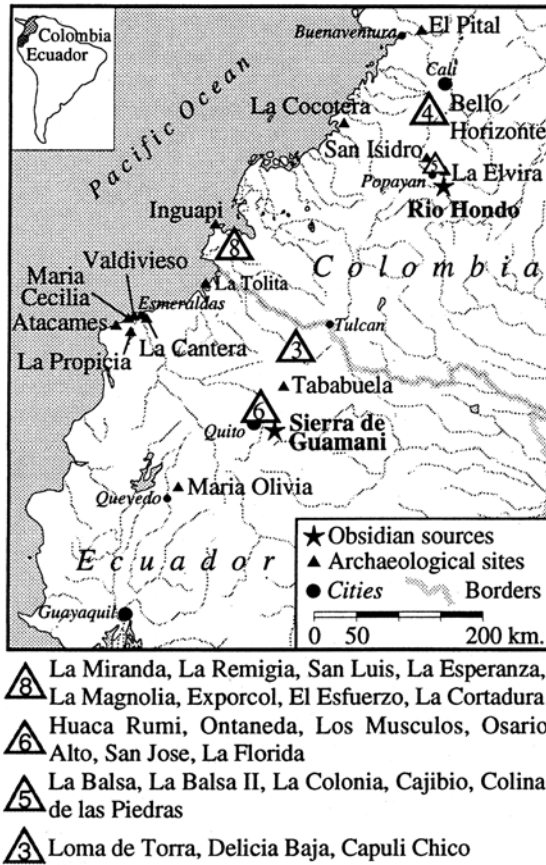 Colombia
Ecuador
Pacific Ocean
Buenaventura
El Pital
Cali
4
Bello
Horizonte
La Cocotera
San Isidro
5
La Elvira
Popayan
Rio Hondo
Inguapi
8
Colombia
La Tolita
Valdivieso
Maria
Cecilia
Esmeraldas
Atacames
La Propicia
La Cantera
Tulcan
3
Tababuela
6
Quito
Sierra de
Guamani
Maria Olivia
Quevedo
Ecuador
Guayaquil
Obsidian sources
Archaeological sites
Cities Borders
0 50 200 km.
8 La Miranda, La Remigia, San Luis, La Esperanza,
La Magnolia, Exporcol, El Esfuerzo, La Cortadura
6 Huaca Rumi, Ontaneda, Los Musculos, Osario
Alto, San Jose, La Florida
5 La Balsa, La Balsa II, La Colonia, Cajibio, Colina
de las Piedras
3 Loma de Torra, Delicia Baja, Capuli Chico